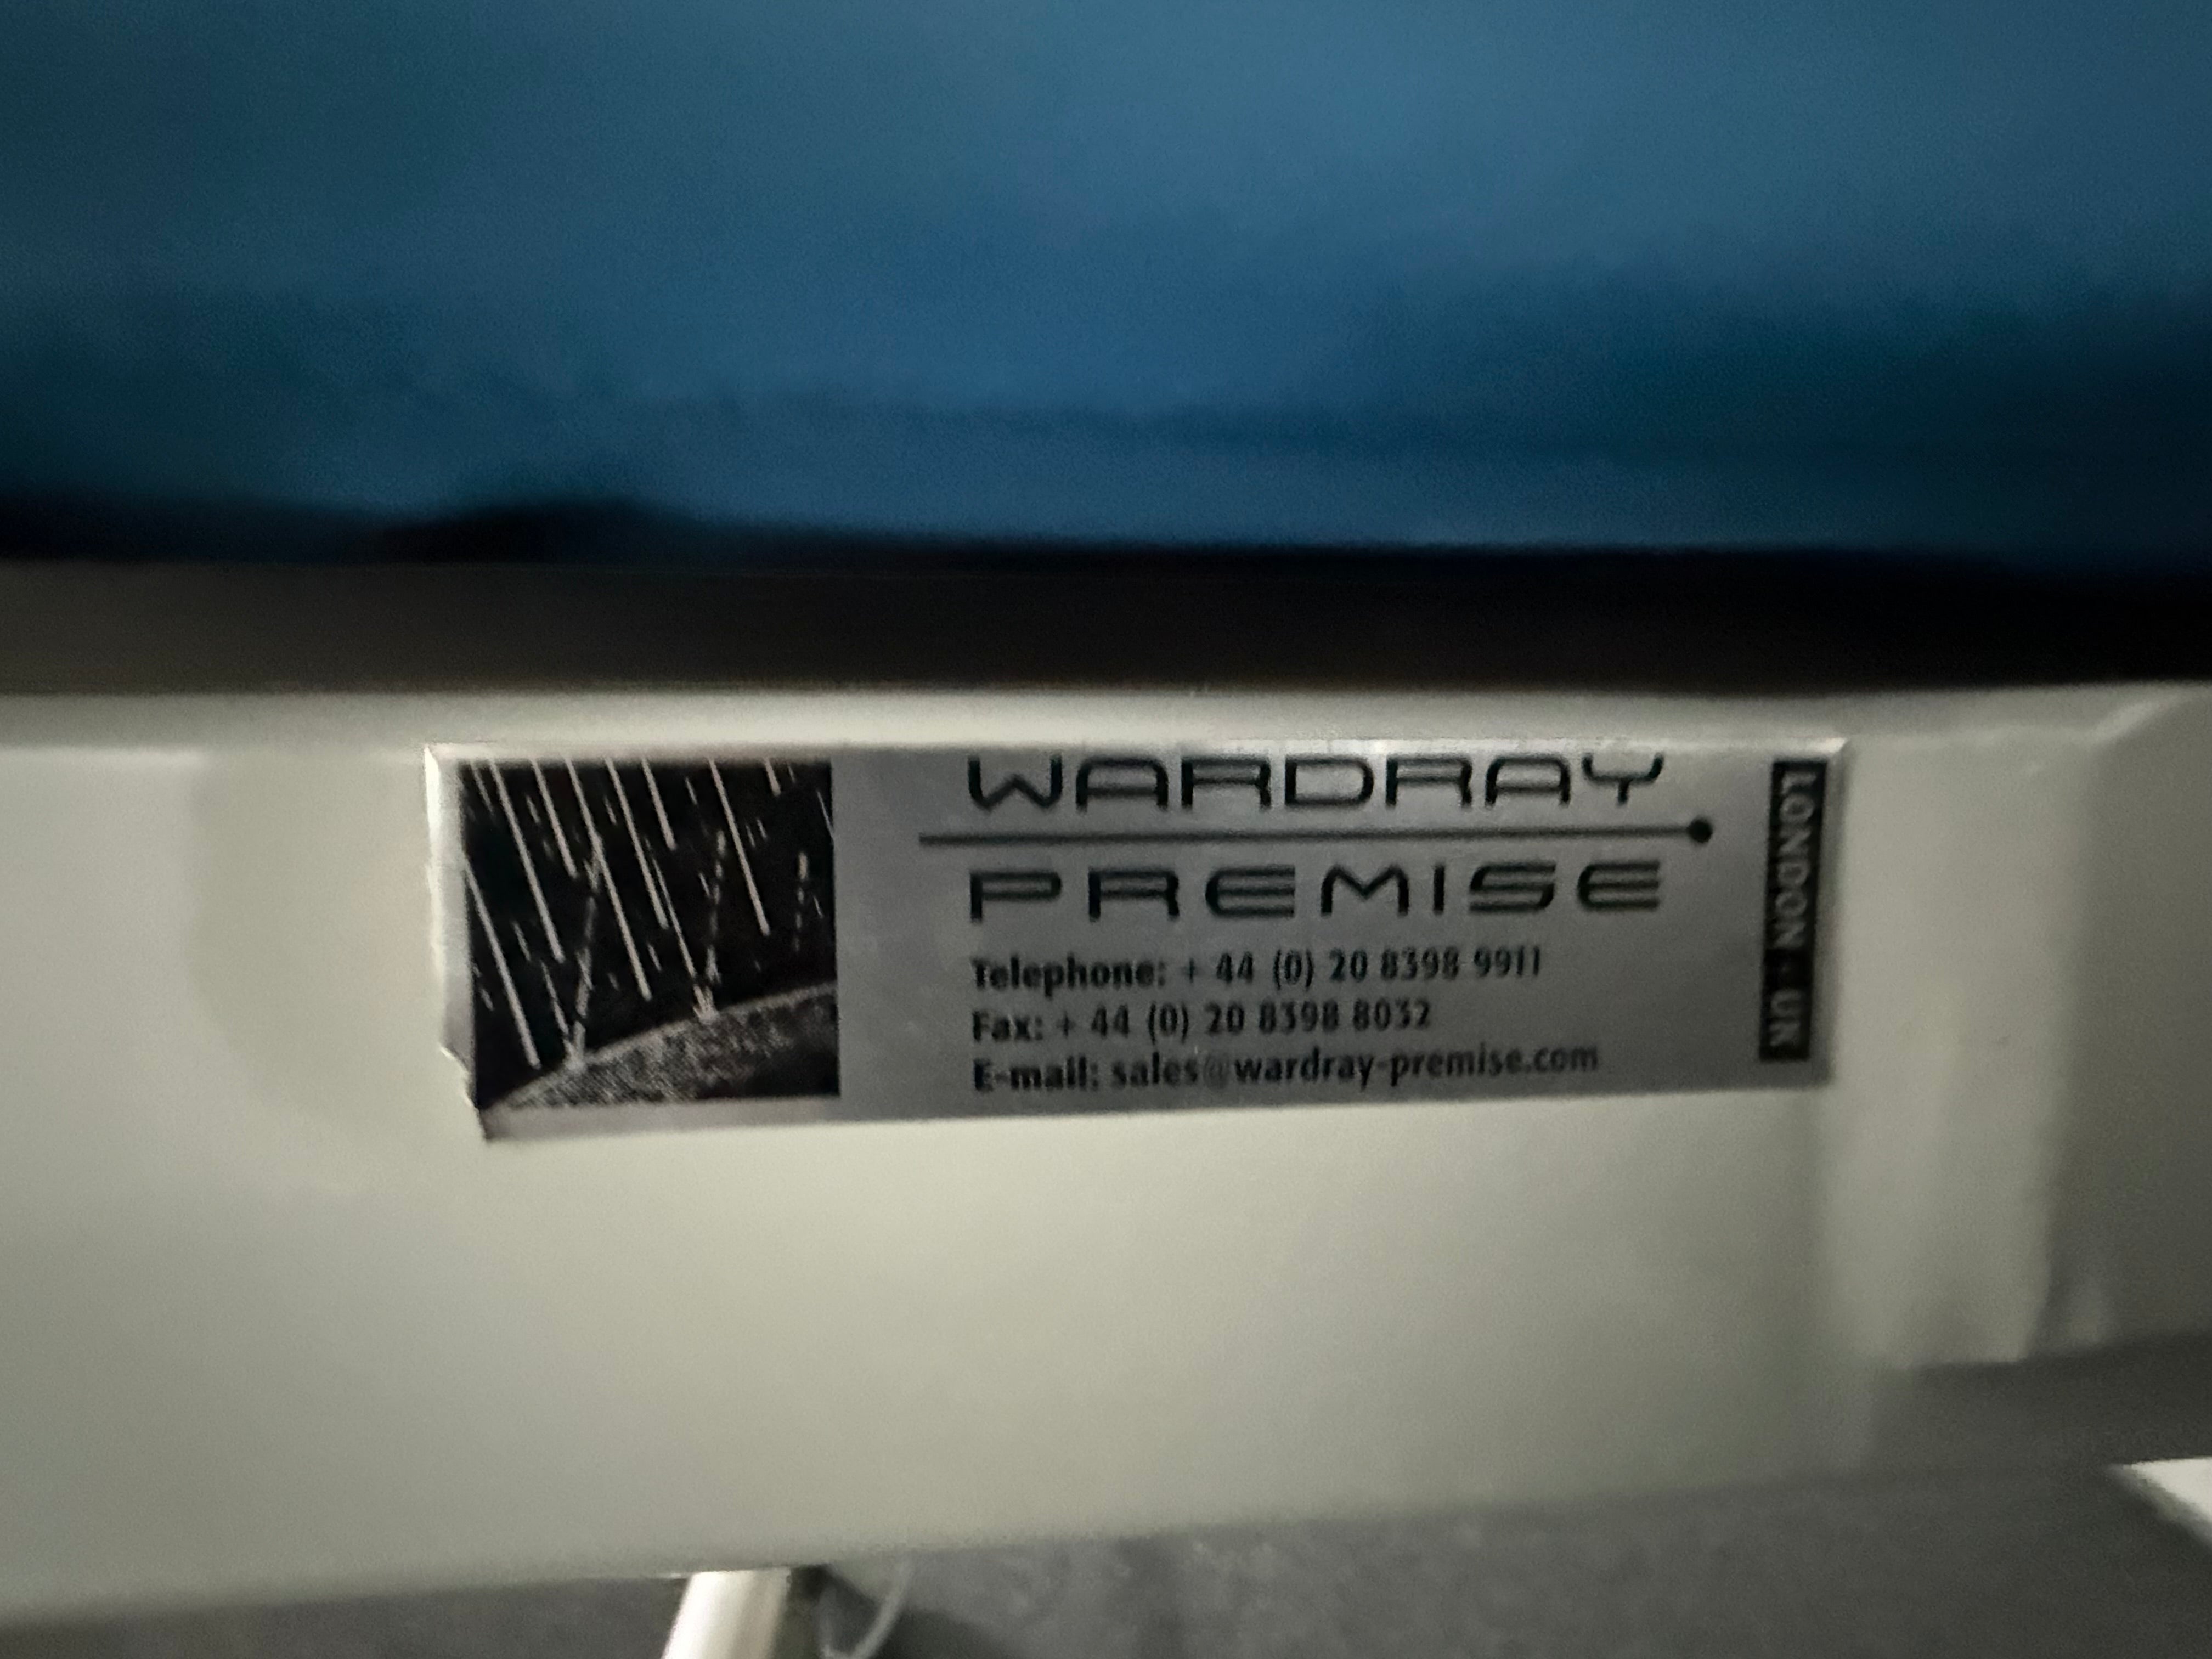 WARDRAY
PREMISE
Telephone: + 44 (0) 20 8398 9911
Fax: + 44 (0) 20 8398 8032
E-mail: sales@wardray-premise.com
LONDON - UK